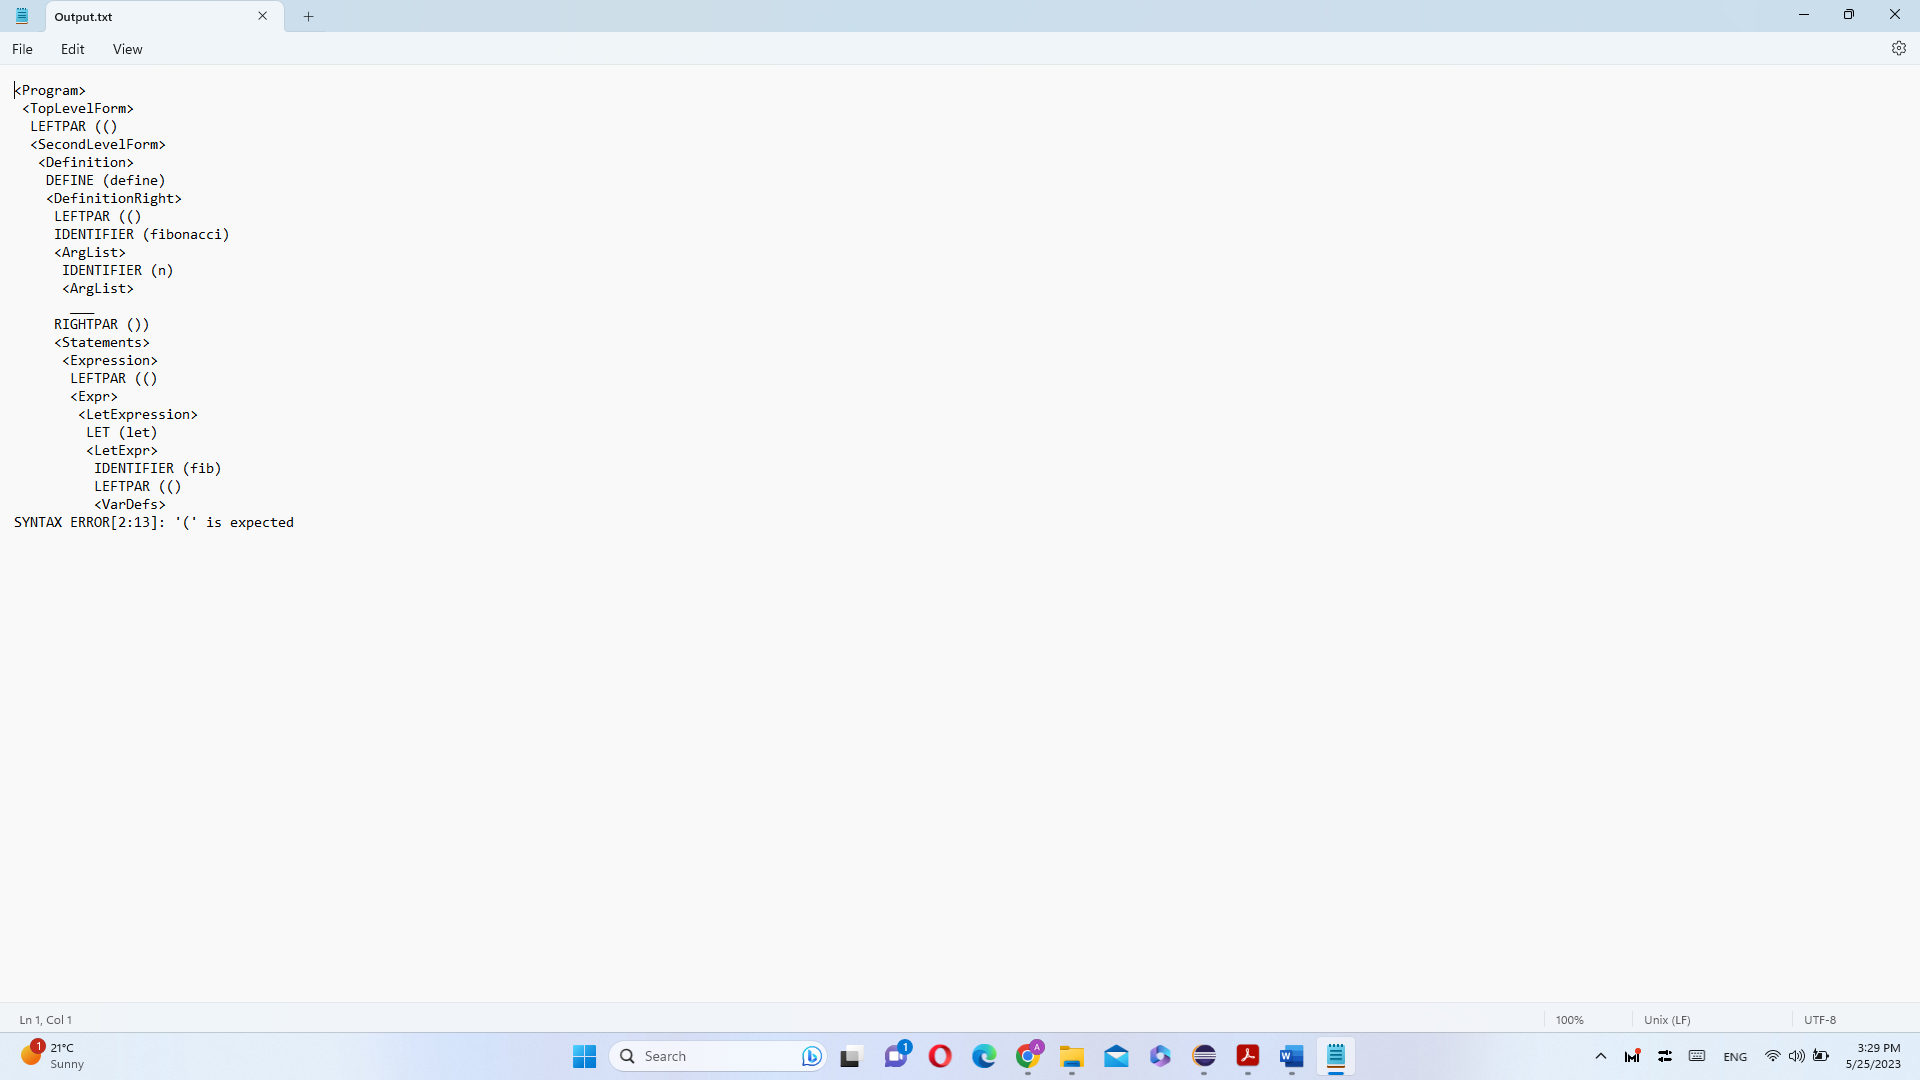 Output.txt
File Edit View
<Program>
 <TopLevelForm>
  LEFTPAR (()
  <SecondLevelForm>
   <Definition>
    DEFINE (define)
    <DefinitionRight>
     LEFTPAR (()
     IDENTIFIER (fibonacci)
     <ArgList>
      IDENTIFIER (n)
      <ArgList>
       ___
     RIGHTPAR ())
     <Statements>
      <Expression>
       LEFTPAR (()
       <Expr>
        <LetExpression>
         LET (let)
         <LetExpr>
          IDENTIFIER (fib)
          LEFTPAR (()
          <VarDefs>
SYNTAX ERROR[2:13]: '(' is expected
Ln 1, Col 1 100% Unix (LF) UTF-8
1
21°C
Sunny
Search
1
A
W
ENG
3:29 PM
5/25/2023